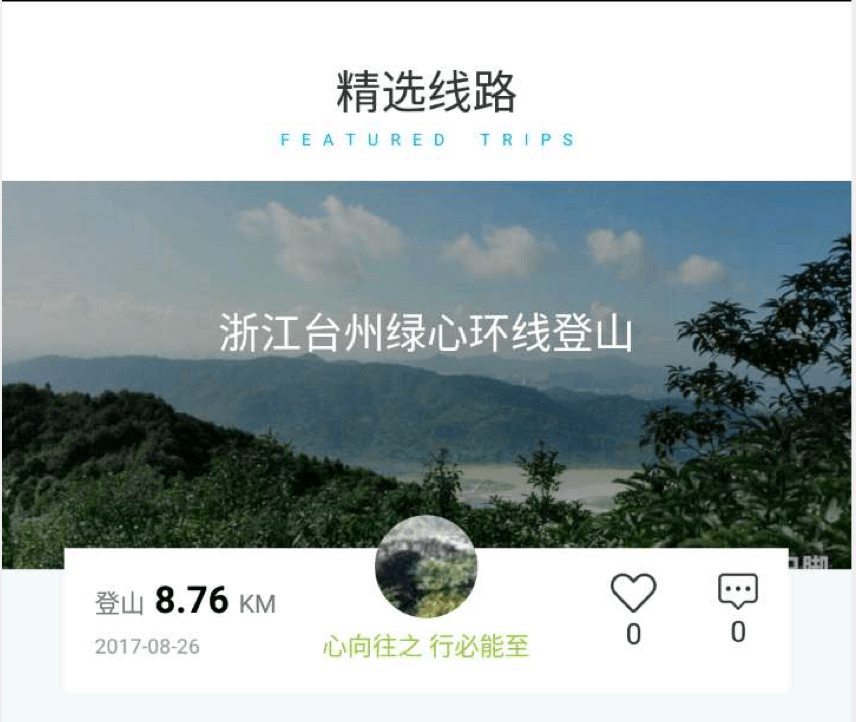 精选线路
FEATURED TRIPS
浙江台州绿心环线登山
登山 8.76 KM
2017-08-26
心向往之 行必能至
0
0